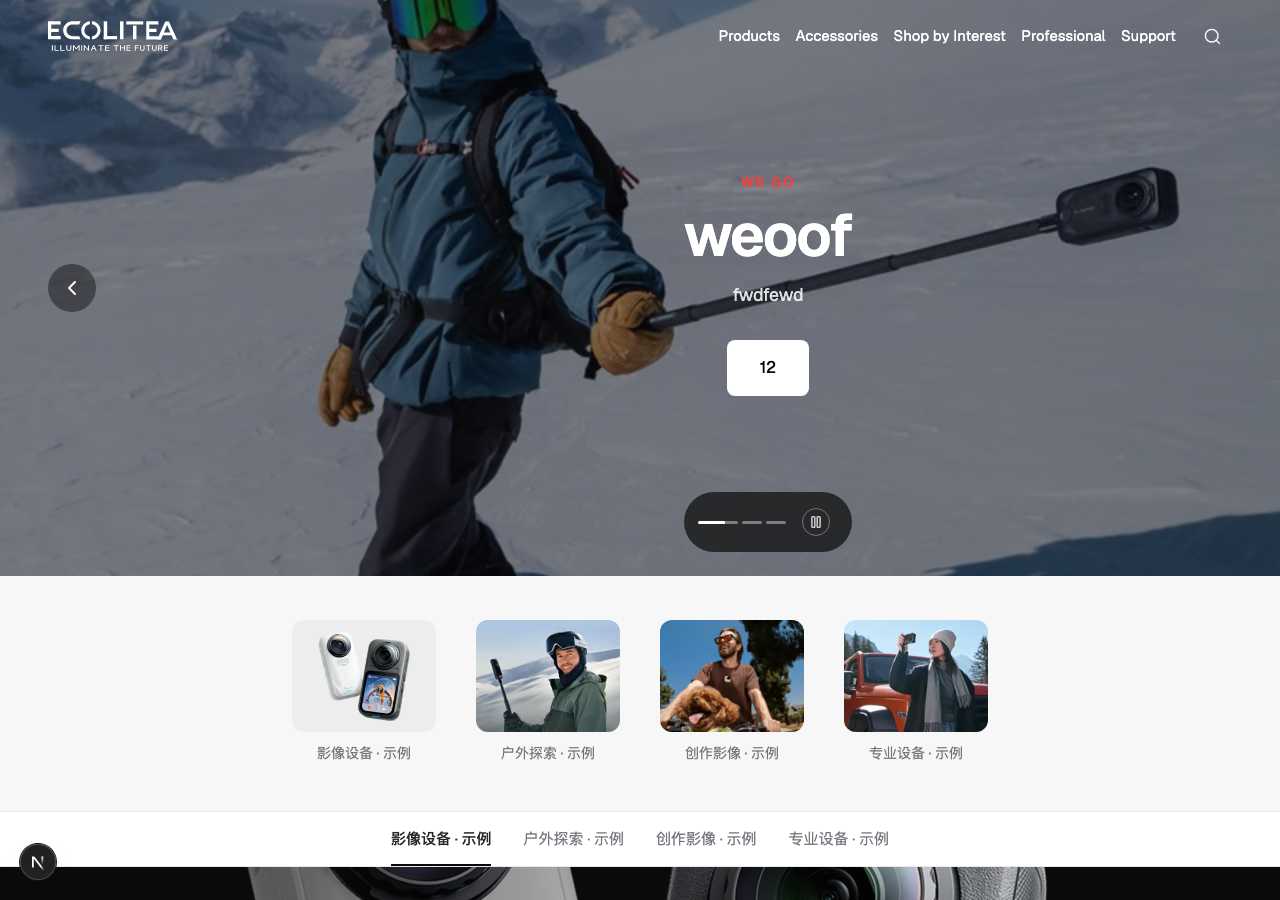 ECOLITEA
ILLUMINATE THE FUTURE
Products Accessories Shop by Interest Professional Support
WE GO
weoof
fwdfewd
12
影像设备 · 示例
户外探索 · 示例
创作影像 · 示例
专业设备 · 示例
影像设备 · 示例 户外探索 · 示例 创作影像 · 示例 专业设备 · 示例
N